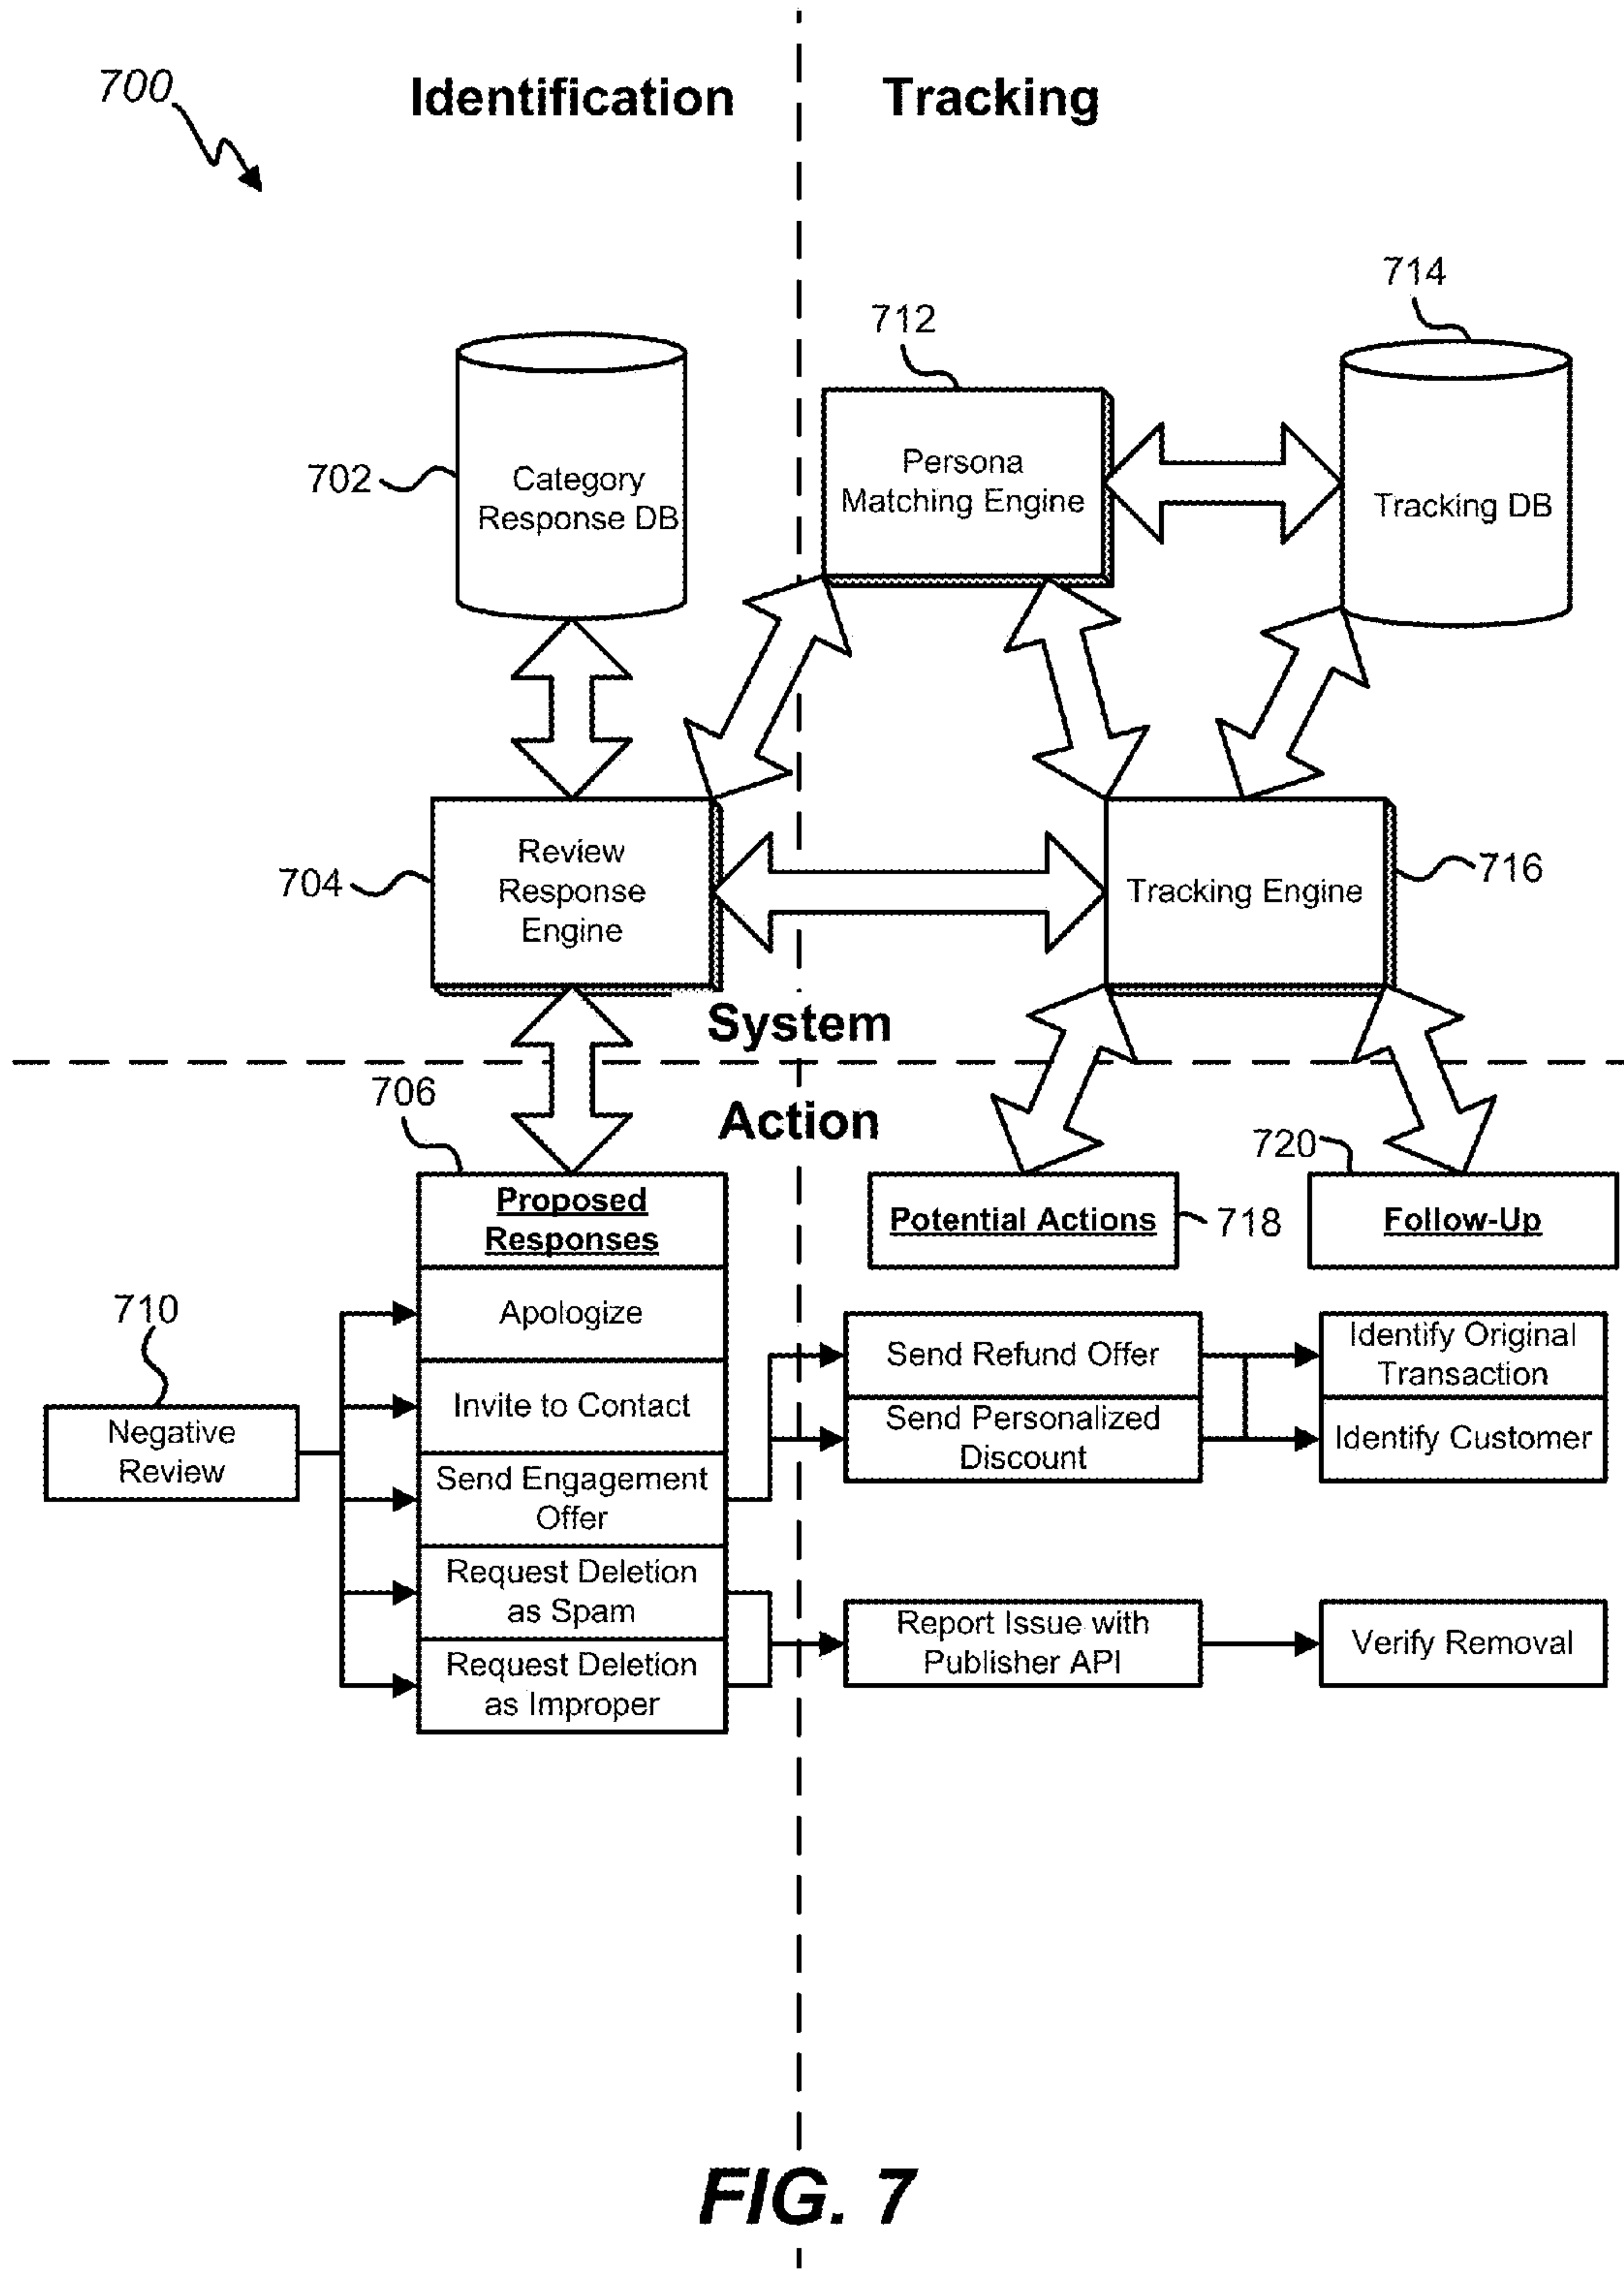 700
Identification
Tracking
714
712
702
Category
Response DB
Persona
Matching Engine
Tracking DB
704
Review
Response
Engine
Tracking Engine
716
System
706
Action
720
Proposed
Responses
Potential Actions
718
Follow-Up
710
Negative
Review
Apologize
Invite to Contact
Send Engagement
Offer
Request Deletion
as Spam
Request Deletion
as Improper
Send Refund Offer
Send Personalized
Discount
Identify Original
Transaction
Identify Customer
Report Issue with
Publisher API
Verify Removal
FIG. 7